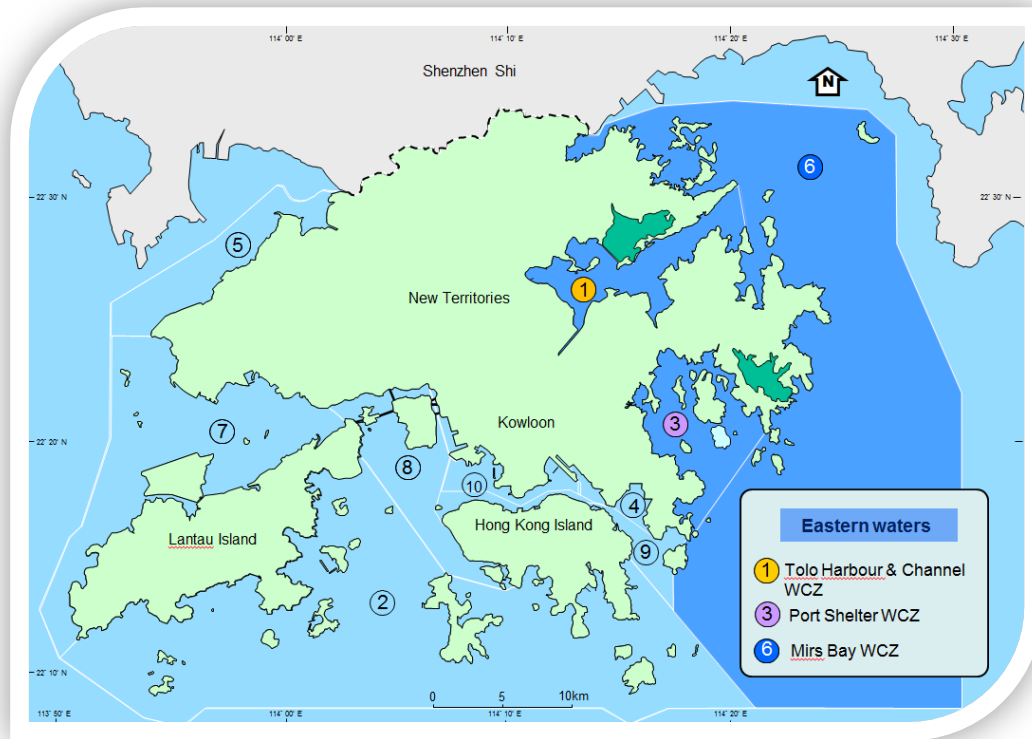 114° 00' E
114° 10' E
114° 20' E
114° 30' E
Shenzhen Shi
N
6
22° 30' N
22° 30' N
5
1
New Territories
3
Kowloon
22° 20' N
7
8
10
4
Hong Kong Island
9
Lantau Island
2
Eastern waters
1 Tolo Harbour & Channel
WCZ
3 Port Shelter WCZ
6 Mirs Bay WCZ
22° 10' N
0 5 10km
113° 50' E
114° 00' E
114° 10' E
114° 20' E